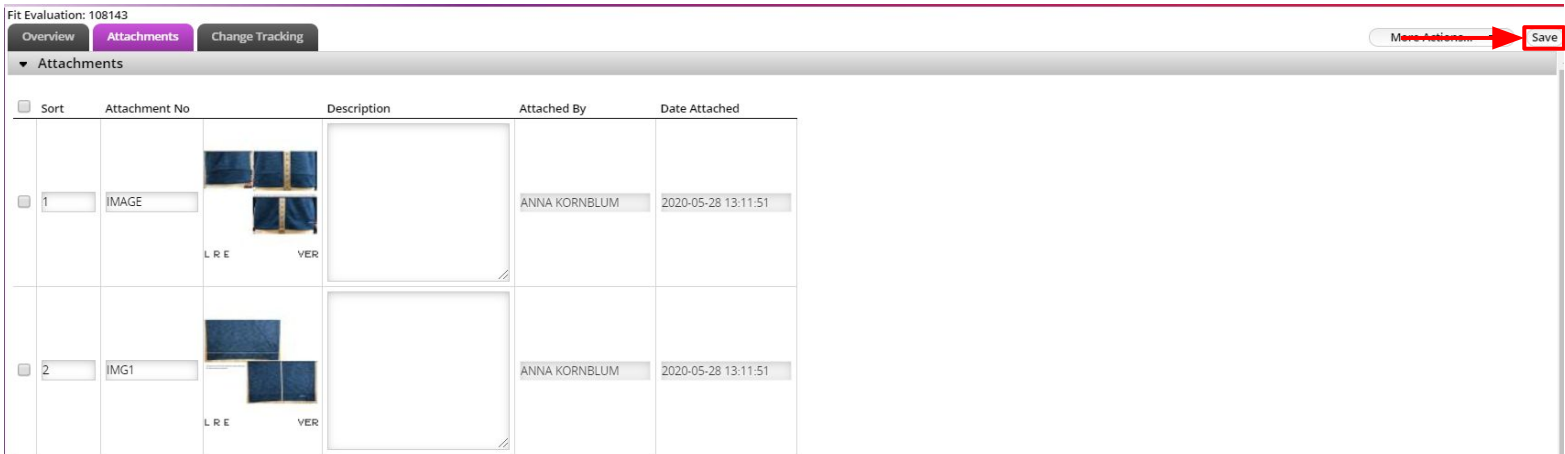 Fit Evaluation: 108143
Overview Attachments Change Tracking More Actions... Save
Attachments
Sort Attachment No Description Attached By Date Attached
1 IMAGE ANNA KORNBLUM 2020-05-28 13:11:51
L R E VER
2 IMG1 ANNA KORNBLUM 2020-05-28 13:11:51
L R E VER